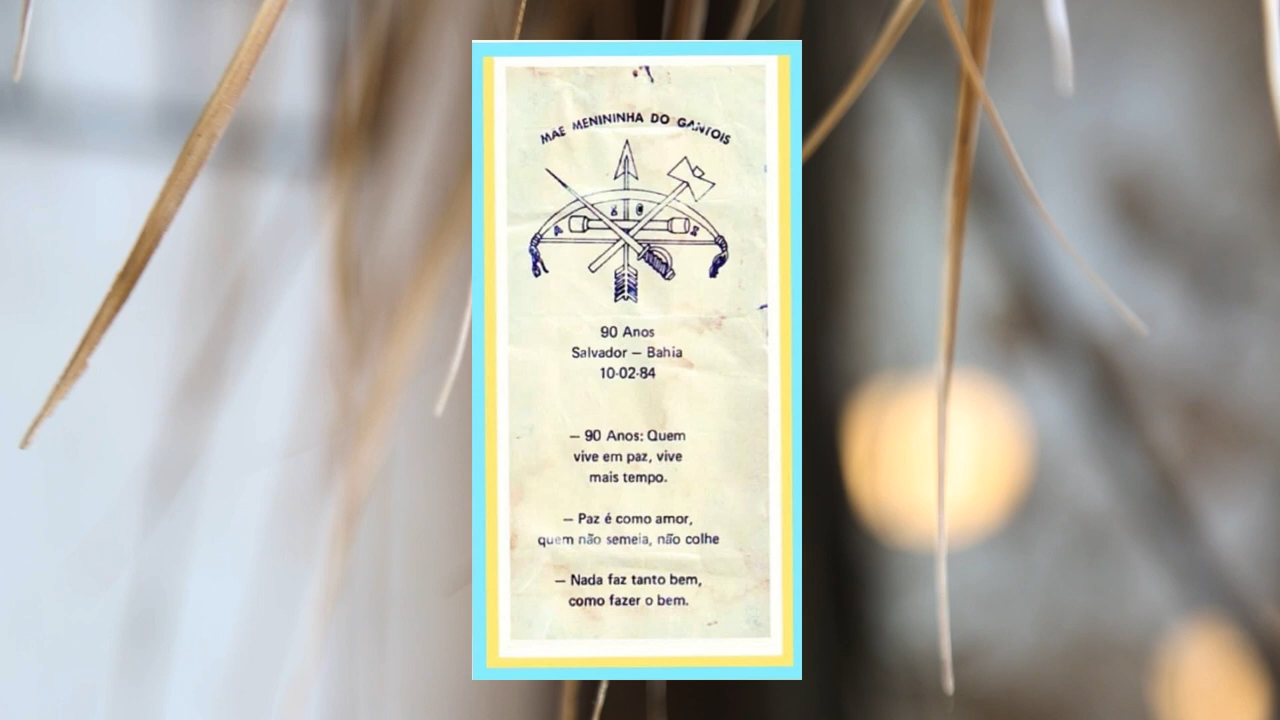 MAE MENININHA DO GANTOIS
A X O I
90 Anos
Salvador – Bahia
10-02-84
– 90 Anos: Quem
vive em paz, vive
mais tempo.
– Paz é como amor,
quem não semeia, não colhe
– Nada faz tanto bem,
como fazer o bem.